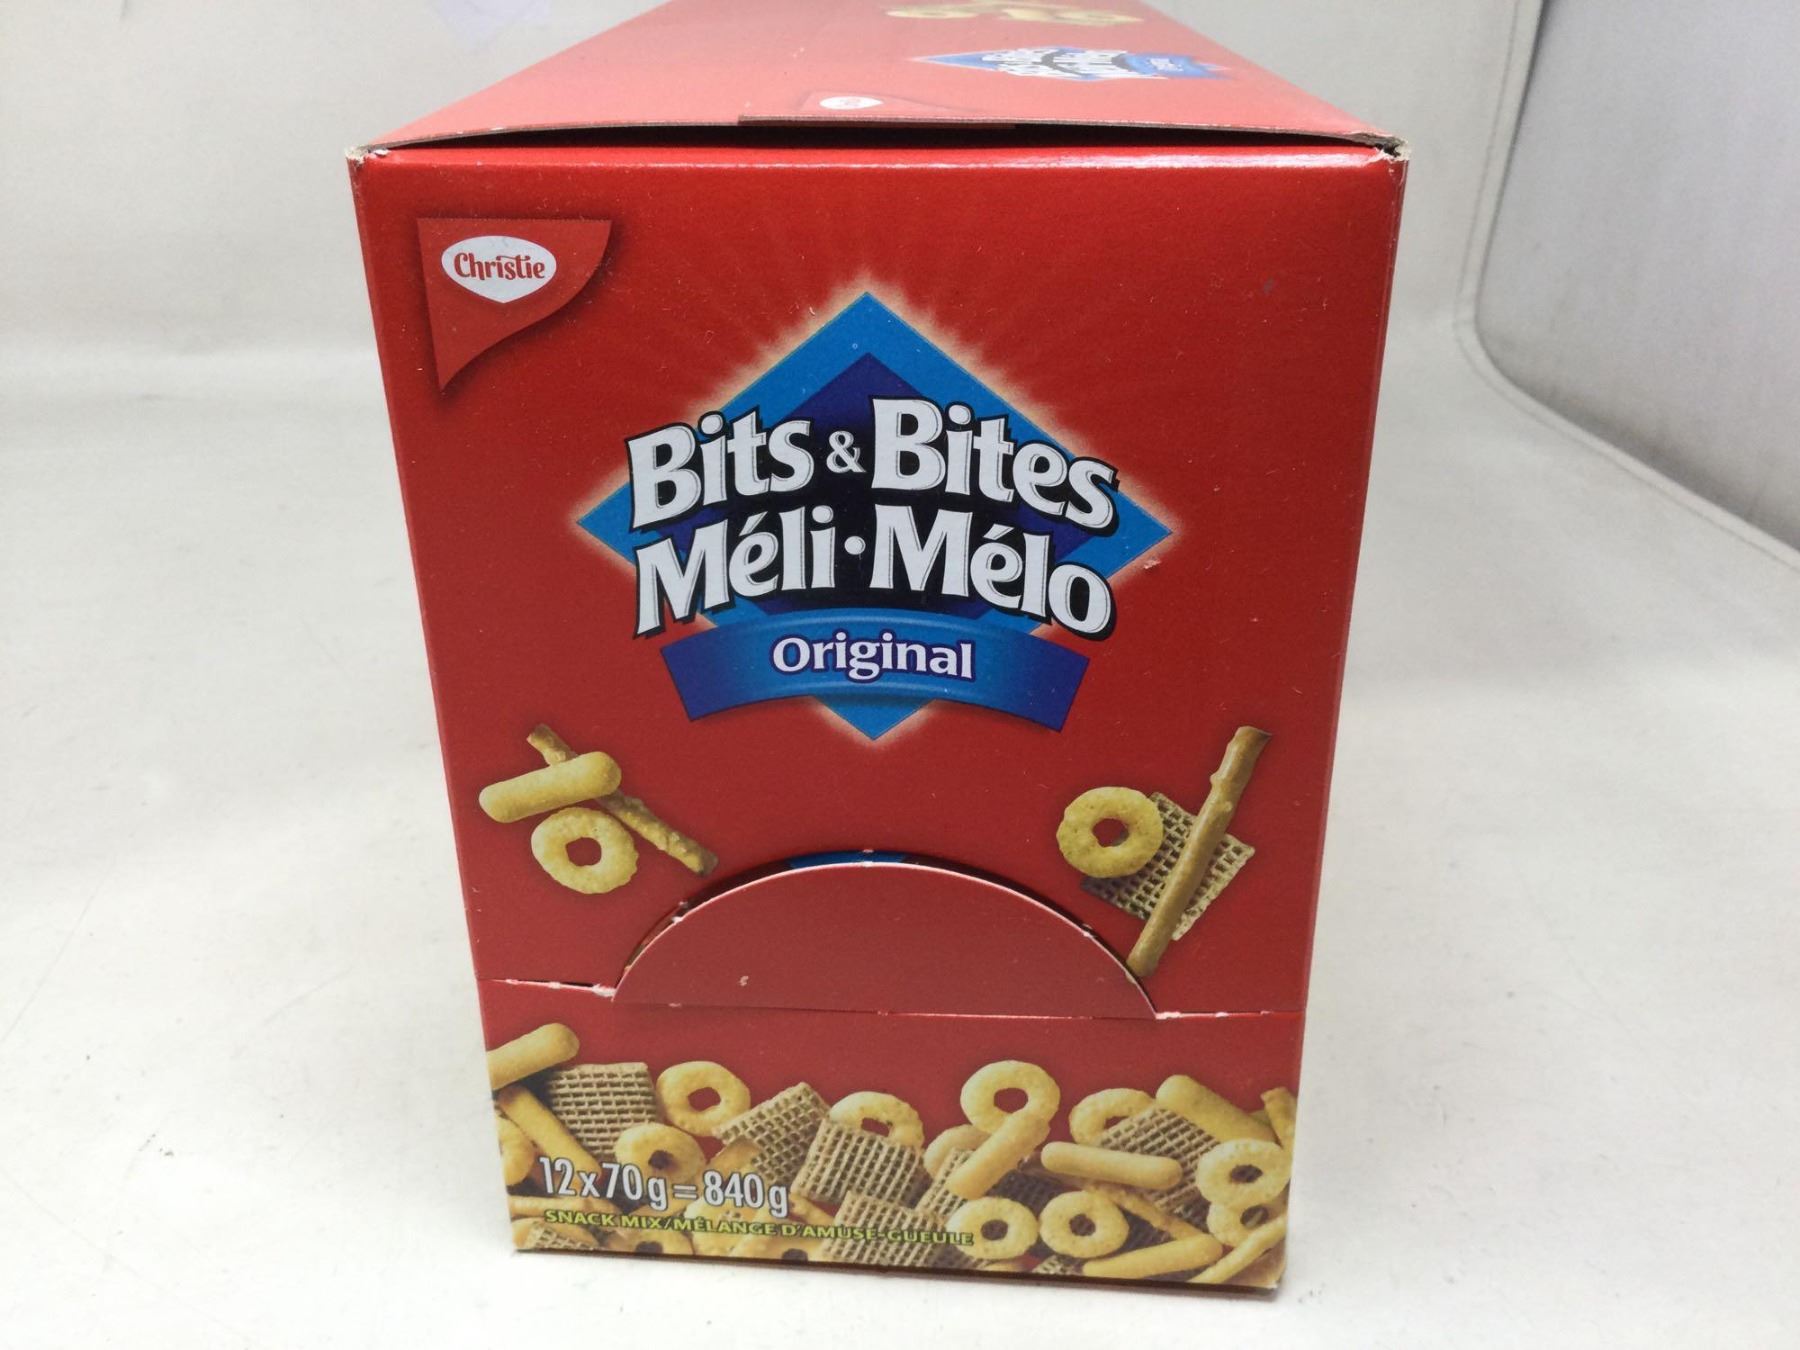 Christie
Bits & Bites
Méli·Mélo
Original
12x70g=840g
SNACK MIX/MÉLANGE D'AMUSE-GUEULE